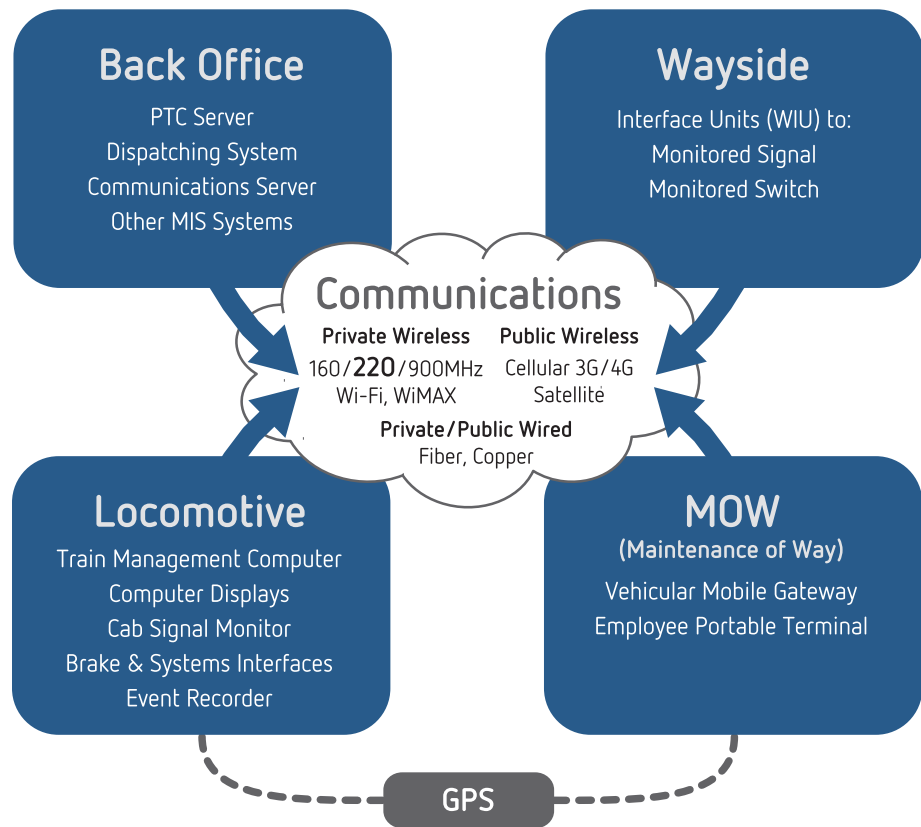 Back Office
PTC Server
Dispatching System
Communications Server
Other MIS Systems
Wayside
Interface Units (WIU) to:
Monitored Signal
Monitored Switch
Communications
Private Wireless
160/220/900MHz
Wi-Fi, WiMAX
Public Wireless
Cellular 3G/4G
Satellite
Private/Public Wired
Fiber, Copper
Locomotive
Train Management Computer
Computer Displays
Cab Signal Monitor
Brake & Systems Interfaces
Event Recorder
MOW
(Maintenance of Way)
Vehicular Mobile Gateway
Employee Portable Terminal
GPS